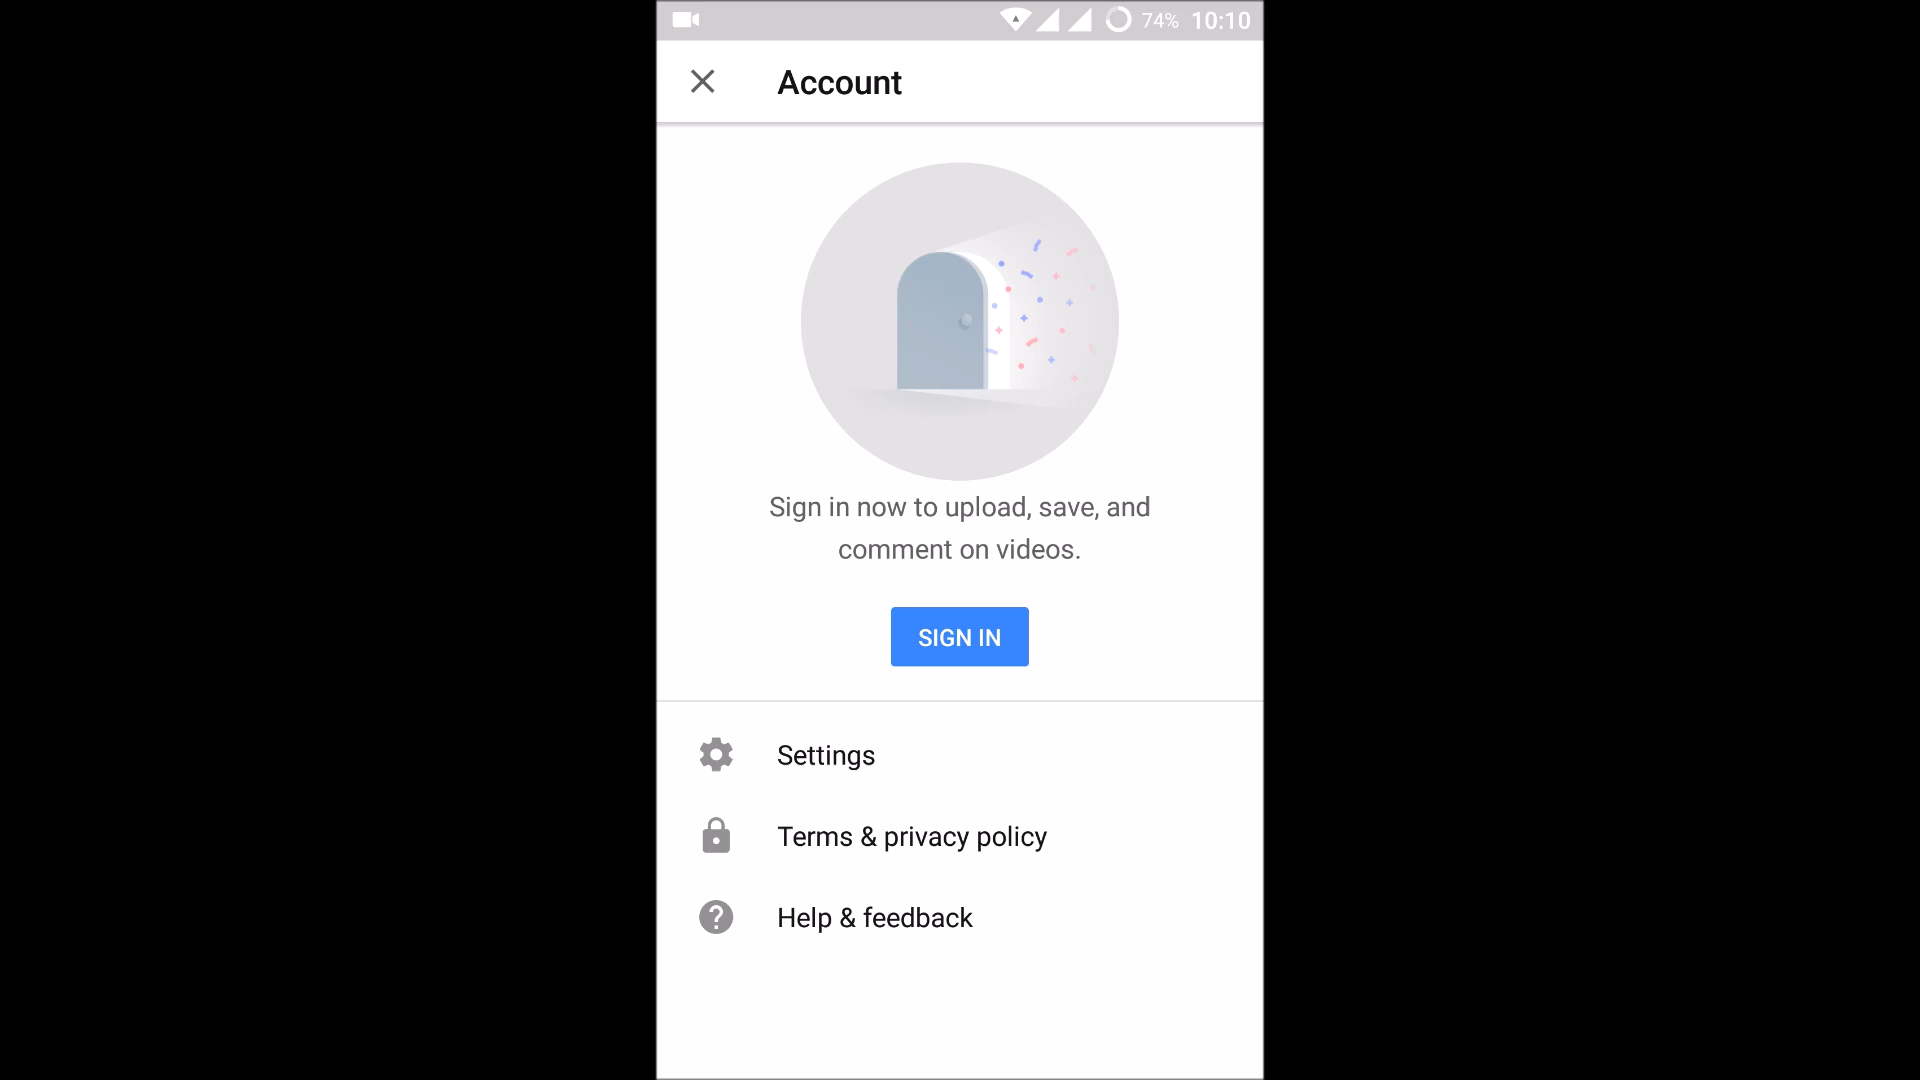 74% 10:10
Account
Sign in now to upload, save, and
comment on videos.
SIGN IN
Settings
Terms & privacy policy
Help & feedback